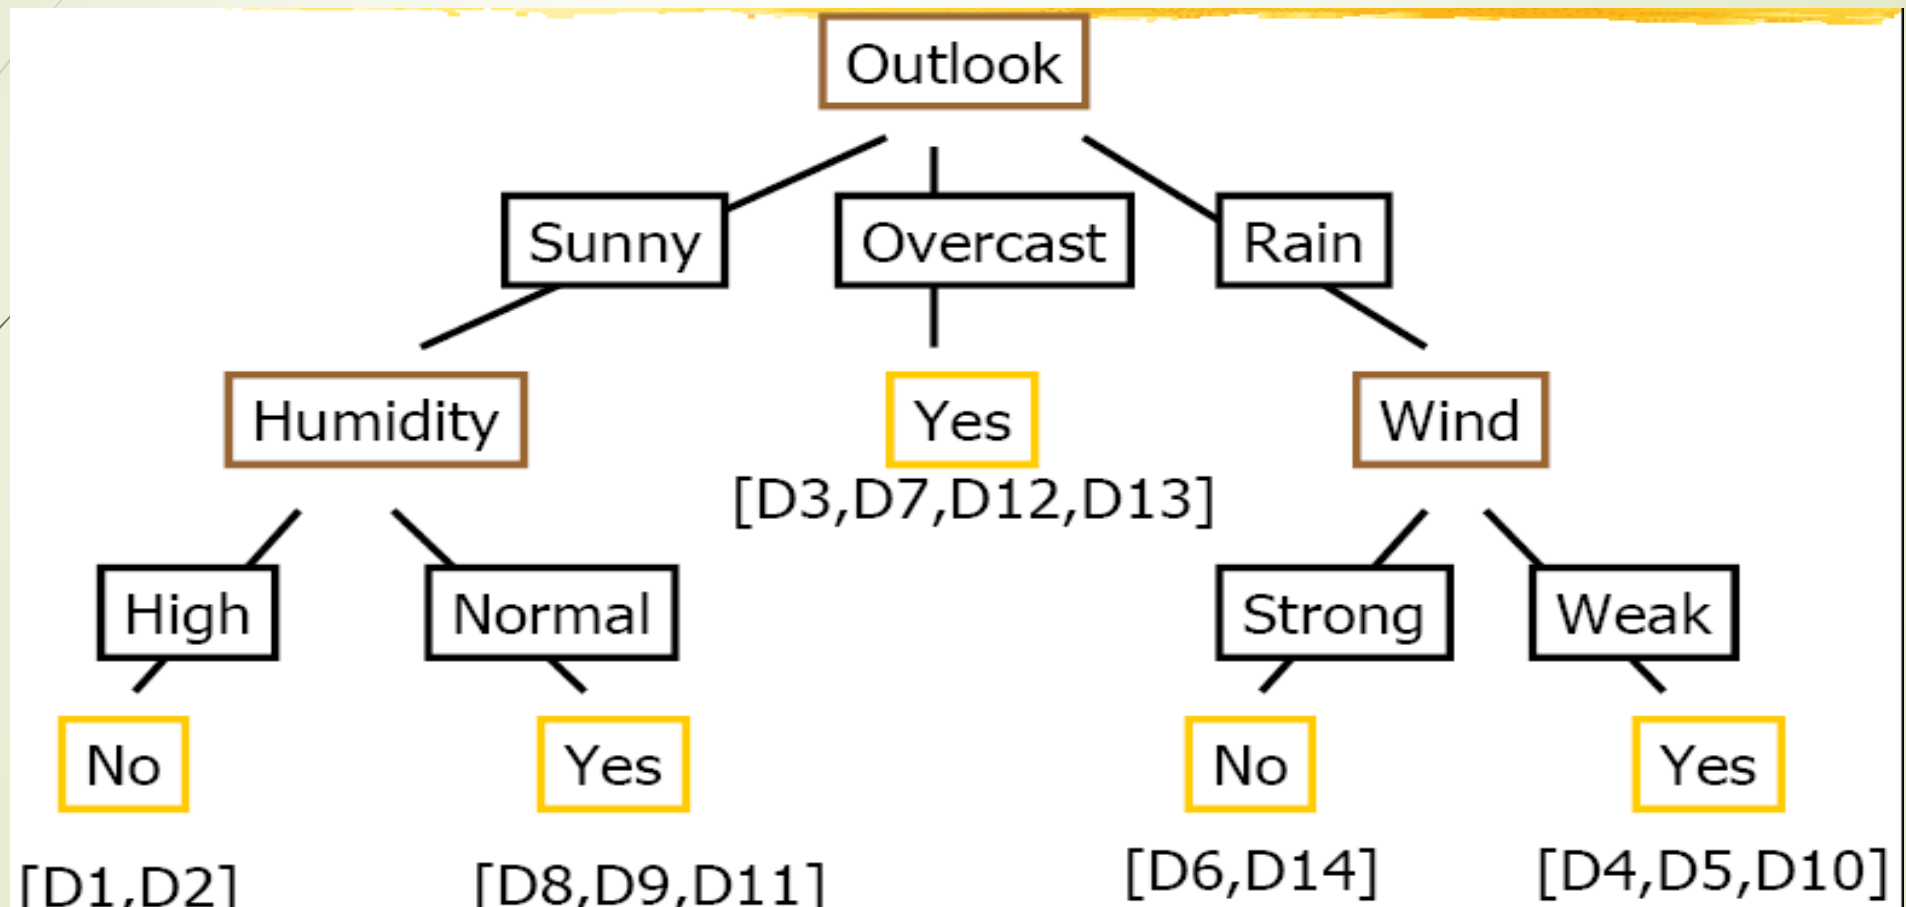 Outlook
Sunny Overcast Rain
Humidity Yes Wind
[D3,D7,D12,D13]
High Normal Strong Weak
No Yes No Yes
[D1,D2] [D8,D9,D11] [D6,D14] [D4,D5,D10]